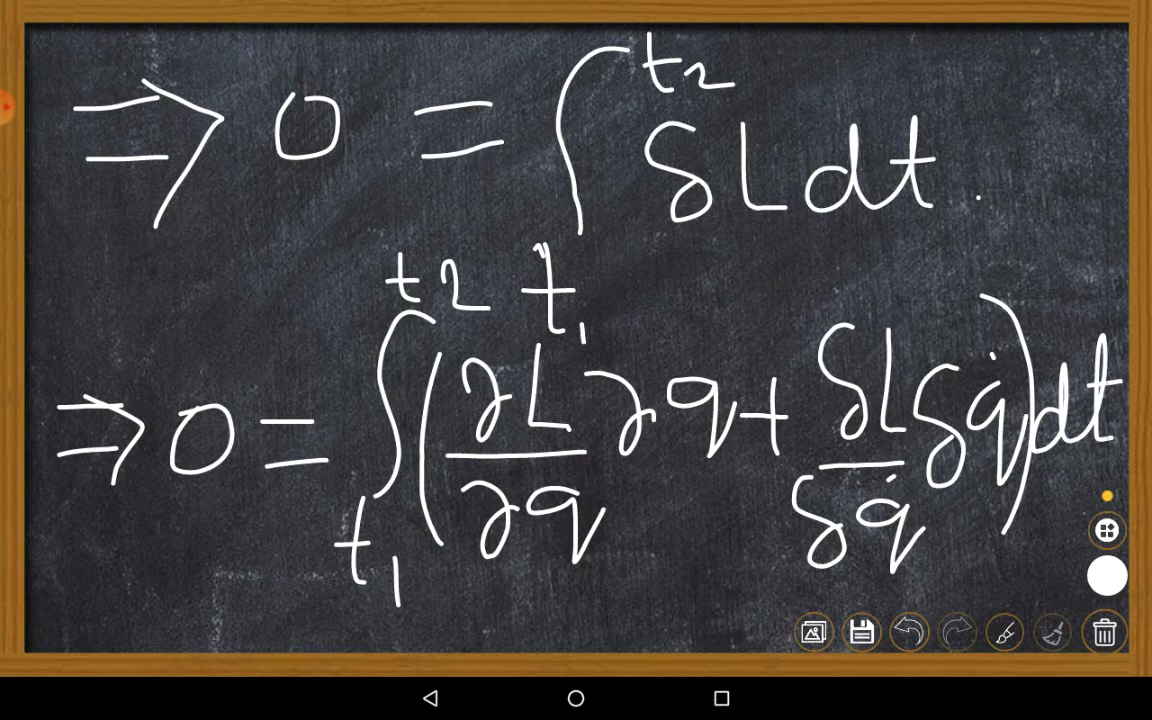 ⇒ 0 = ∫_{t₁}^{t₂} δL dt .
⇒ 0 = ∫_{t₁}^{t₂} (∂L/∂q ∂q + δL/δq̇ δq̇) dt